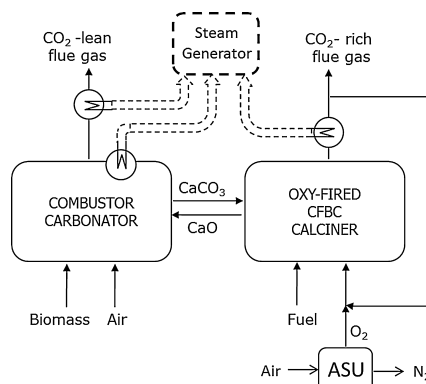 CO2-lean
flue gas
Steam
Generator
CO2- rich
flue gas
COMBUSTOR
CARBONATOR
CaCO3
CaO
OXY-FIRED
CFBC
CALCINER
Biomass
Air
Fuel
O2
Air
ASU
N2